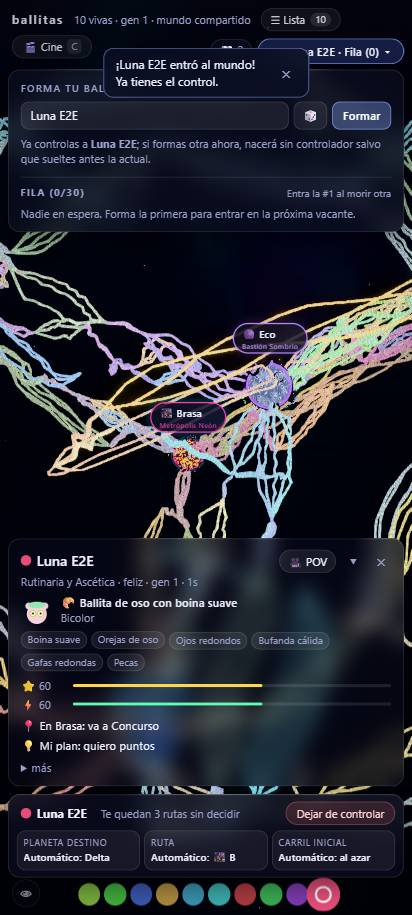 ballitas 10 vivas · gen 1 · mundo compartido ☰ Lista 10
Cine C
E2E · Fila (0)
¡Luna E2E entró al mundo!
Ya tienes el control.
FORMA TU BAL
Luna E2E Formar
Ya controlas a Luna E2E; si formas otra ahora, nacerá sin controlador salvo
que sueltes antes la actual.
FILA (0/30) Entra la #1 al morir otra
Nadie en espera. Forma la primera para entrar en la próxima vacante.
Eco
Bastión Sombrío
Brasa
Metrópolis Neón
Luna E2E POV
Rutinaria y Ascética · feliz · gen 1 · 1s
Ballita de oso con boina suave
Bicolor
Boina suave Orejas de oso Ojos redondos Bufanda cálida
Gafas redondas Pecas
60
60
En Brasa: va a Concurso
Mi plan: quiero puntos
más
Luna E2E Te quedan 3 rutas sin decidir Dejar de controlar
PLANETA DESTINO RUTA CARRIL INICIAL
Automático: Delta Automático: B Automático: al azar